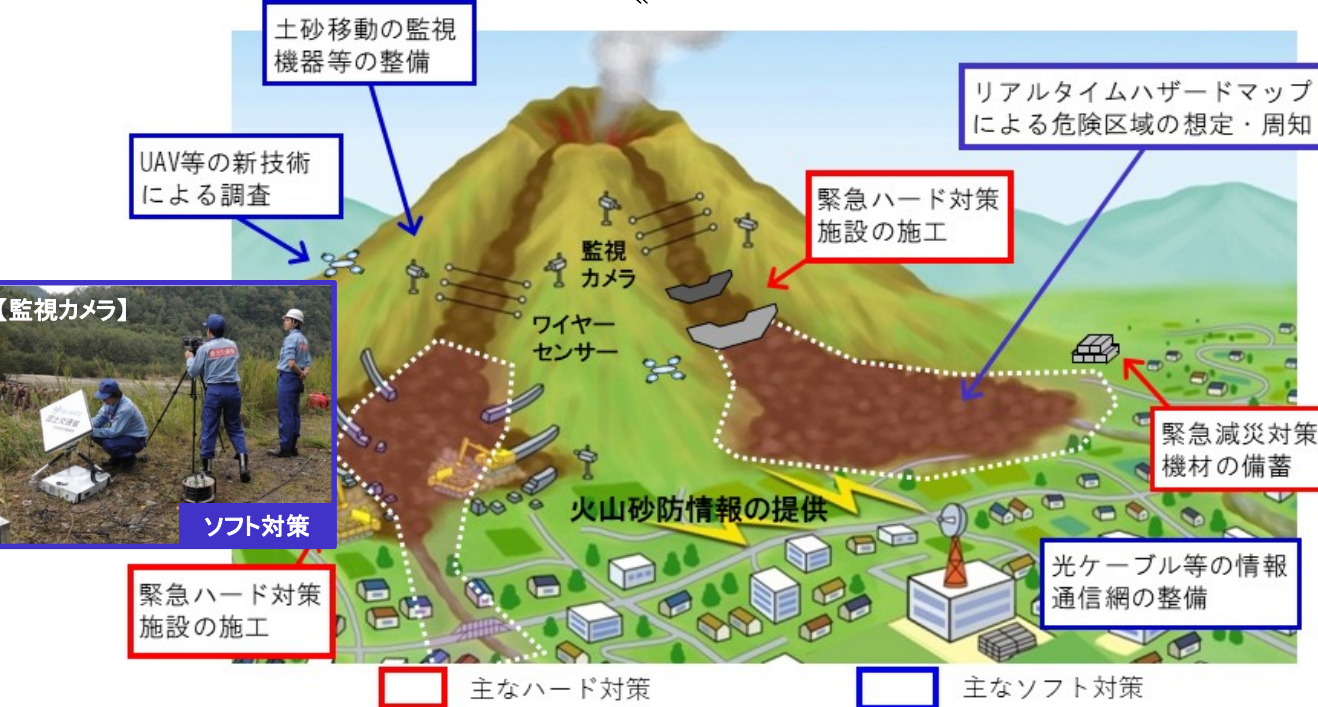 土砂移動の監視
機器等の整備
リアルタイムハザードマップ
による危険区域の想定・周知
UAV等の新技術
による調査
緊急ハード対策
施設の施工
監視
カメラ
【監視カメラ】
ワイヤー
センサー
緊急減災対策
機材の備蓄
火山砂防情報の提供
ソフト対策
光ケーブル等の情報
通信網の整備
緊急ハード対策
施設の施工
主なハード対策
主なソフト対策